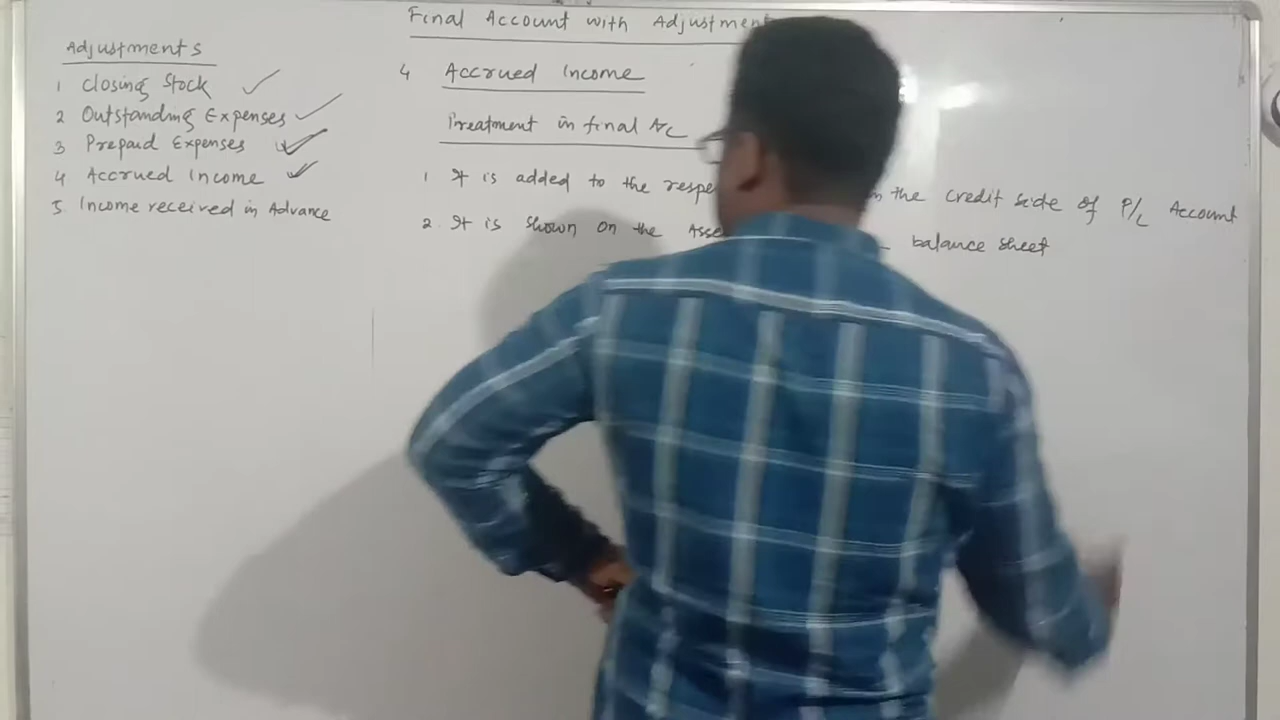 Final Account with Adjustment
Adjustments
1 Closing Stock
2 Outstanding Expenses
3 Prepaid Expenses
4 Accrued Income
5 Income received in Advance
4 Accrued Income
Treatment in final A/c
1 It is added to the the credit side of P/L Account
2. It is shown on the balance sheet